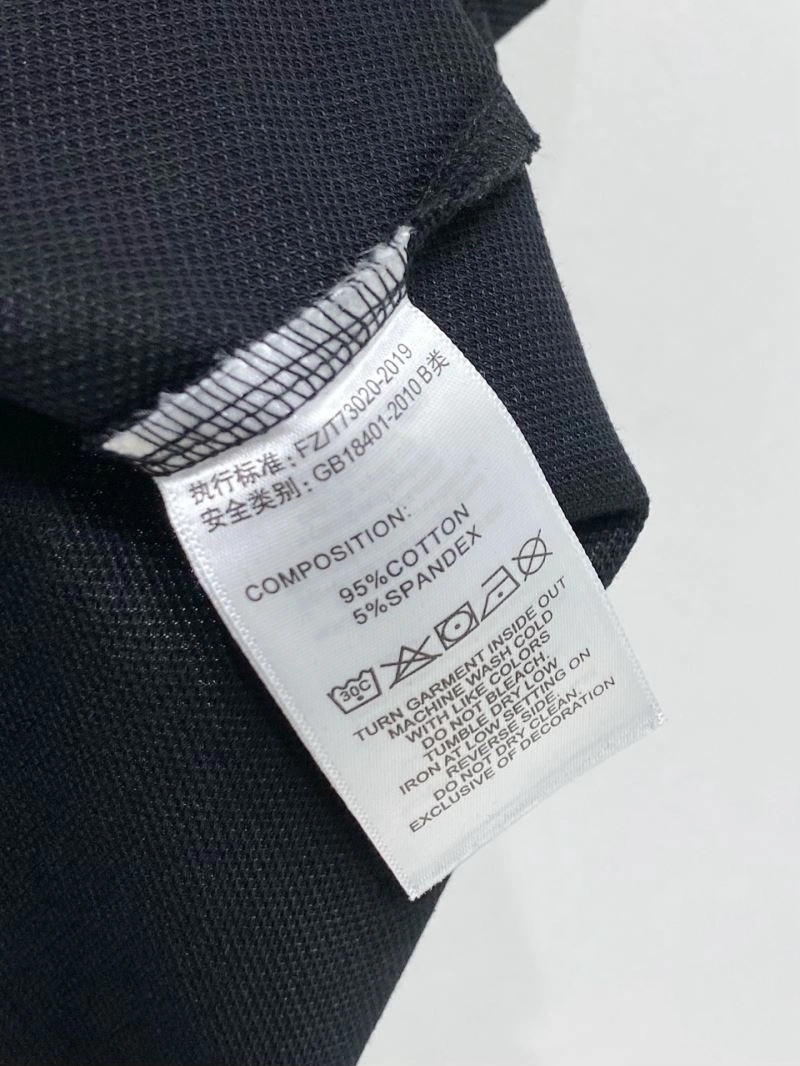 执行标准：FZ/T73020-2019
安全类别：GB18401-2010 B类
COMPOSITION:
95%COTTON
5%SPANDEX
30C
TURN GARMENT INSIDE OUT
MACHINE WASH COLD
WITH LIKE COLORS
DO NOT BLEACH,
TUMBLE DRY LOW
IRON AT LOW SETTING ON
REVERSE SIDE.
DO NOT DRY CLEAN.
EXCLUSIVE OF DECORATION